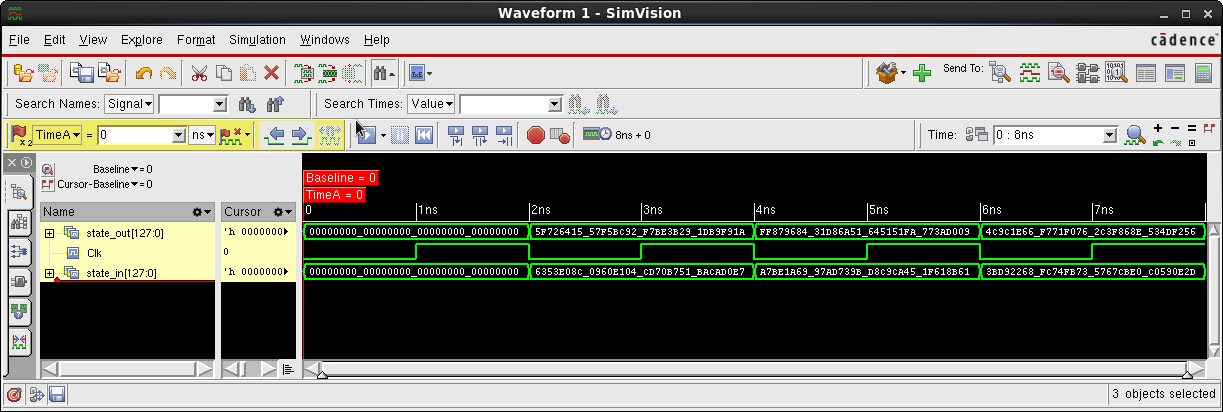 Waveform 1 - SimVision
File Edit View Explore Format Simulation Windows Help cādence
Send To:
Search Names: Signal Search Times: Value
x2 TimeA = 0 ns 8ns + 0 Time: 0 : 8ns
Baseline = 0
Cursor-Baseline = 0
Baseline = 0
TimeA = 0
Name Cursor 0 1ns 2ns 3ns 4ns 5ns 6ns 7ns
state_out[127:0] 'h 0000000 00000000_00000000_00000000_00000000 5F726415_57F5BC92_F7BE3B29_1DB9F91A FF879684_31D86A51_645151FA_773AD009 4C9C1E66_F771F076_2C3F868E_534DF256
Clk 0
state_in[127:0] 'h 0000000 00000000_00000000_00000000_00000000 6353E08C_0960E104_CD70B751_BACAD0E7 A7BE1A69_97AD739B_D8C9CA45_1F618B61 3BD92268_FC74FB73_5767CBE0_C0590E2D
3 objects selected